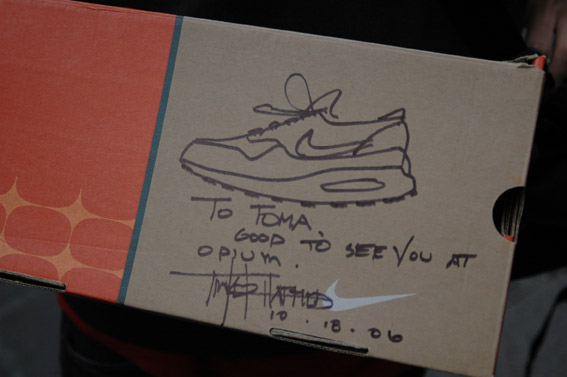 TO TOMA.
GOOD TO SEE YOU AT
OPIUM.
10.18.06